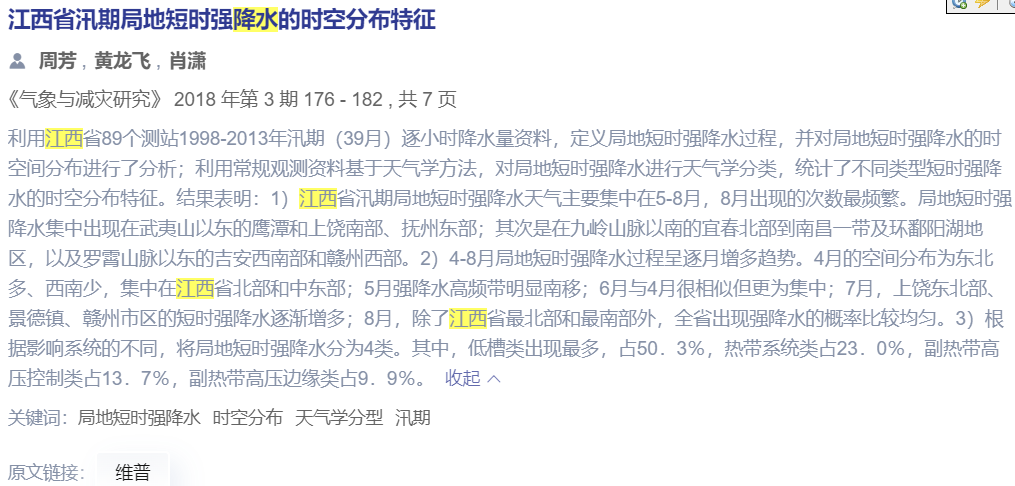 江西省汛期局地短时强降水的时空分布特征
周芳 , 黄龙飞 , 肖潇
《气象与减灾研究》 2018 年第 3 期 176 - 182 , 共 7 页
利用江西省89个测站1998-2013年汛期（39月）逐小时降水量资料，定义局地短时强降水过程，并对局地短时强降水的时
空间分布进行了分析；利用常规观测资料基于天气学方法，对局地短时强降水进行天气学分类，统计了不同类型短时强降
水的时空分布特征。结果表明：1）江西省汛期局地短时强降水天气主要集中在5-8月，8月出现的次数最频繁。局地短时强
降水集中出现在武夷山以东的鹰潭和上饶南部、抚州东部；其次是在九岭山脉以南的宜春北部到南昌一带及环鄱阳湖地
区，以及罗霄山脉以东的吉安西南部和赣州西部。2）4-8月局地短时强降水过程呈逐月增多趋势。4月的空间分布为东北
多、西南少，集中在江西省北部和中东部；5月强降水高频带明显南移；6月与4月很相似但更为集中；7月，上饶东北部、
景德镇、赣州市区的短时强降水逐渐增多；8月，除了江西省最北部和最南部外，全省出现强降水的概率比较均匀。3）根
据影响系统的不同，将局地短时强降水分为4类。其中，低槽类出现最多，占50．3%，热带系统类占23．0%，副热带高
压控制类占13．7%，副热带高压边缘类占9．9%。 收起
关键词：局地短时强降水 时空分布 天气学分型 汛期
原文链接： 维普